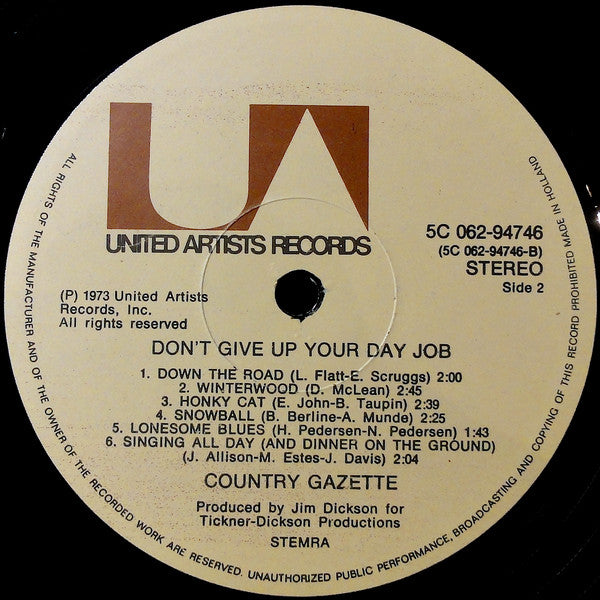 UA
UNITED ARTISTS RECORDS
5C 062-94746
(5C 062-94746-B)
STEREO
Side 2
(P) 1973 United Artists
Records, Inc.
All rights reserved
DON'T GIVE UP YOUR DAY JOB
1. DOWN THE ROAD (L. Flatt-E. Scruggs) 2:00
2. WINTERWOOD (D. McLean) 2:45
3. HONKY CAT (E. John-B. Taupin) 2:39
4. SNOWBALL (B. Berline-A. Munde) 2:25
5. LONESOME BLUES (H. Pedersen-N. Pedersen) 1:43
6. SINGING ALL DAY (AND DINNER ON THE GROUND)
(J. Allison-M. Estes-J. Davis) 2:04
COUNTRY GAZETTE
Produced by Jim Dickson for
Tickner-Dickson Productions
STEMRA
ALL RIGHTS OF THE MANUFACTURER AND OF THE OWNER OF THE RECORDED WORK ARE RESERVED. UNAUTHORIZED PUBLIC PERFORMANCE, BROADCASTING AND COPYING OF THIS RECORD PROHIBITED MADE IN HOLLAND